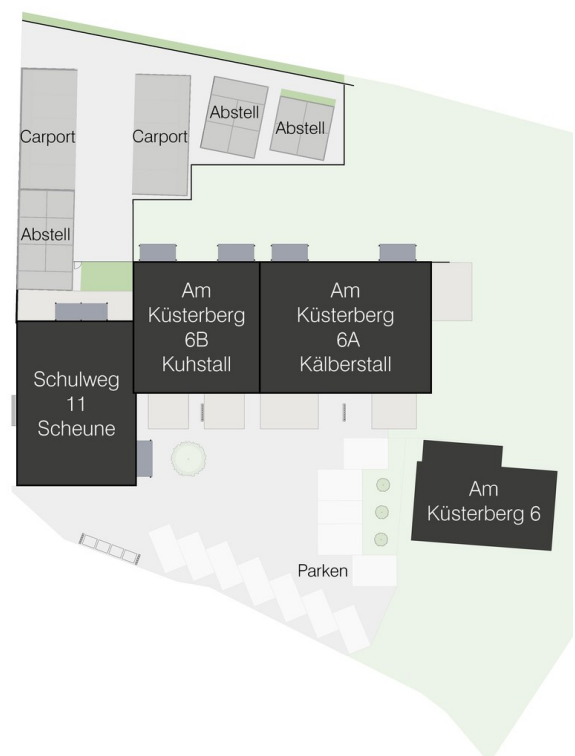 Carport
Carport
Abstell
Abstell
Abstell
Am
Küsterberg
6B
Kuhstall
Am
Küsterberg
6A
Kälberstall
Schulweg
11
Scheune
Am
Küsterberg 6
Parken